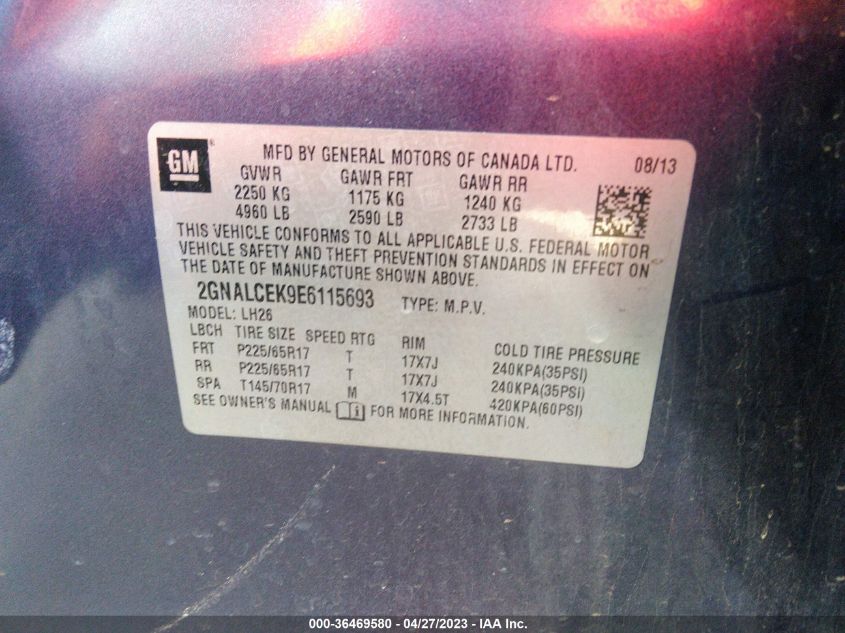 GM
MFD BY GENERAL MOTORS OF CANADA LTD. 08/13
GVWR GAWR FRT GAWR RR
2250 KG 1175 KG 1240 KG
4960 LB 2590 LB 2733 LB
THIS VEHICLE CONFORMS TO ALL APPLICABLE U.S. FEDERAL MOTOR
VEHICLE SAFETY AND THEFT PREVENTION STANDARDS IN EFFECT ON
THE DATE OF MANUFACTURE SHOWN ABOVE.
2GNALCEK9E6115693 TYPE: M.P.V.
MODEL: LH26
LBCH TIRE SIZE SPEED RTG RIM COLD TIRE PRESSURE
FRT P225/65R17 T 17X7J 240KPA(35PSI)
RR P225/65R17 T 17X7J 240KPA(35PSI)
SPA T145/70R17 M 17X4.5T 420KPA(60PSI)
SEE OWNER'S MANUAL FOR MORE INFORMATION.
000-36469580 - 04/27/2023 - IAA Inc.